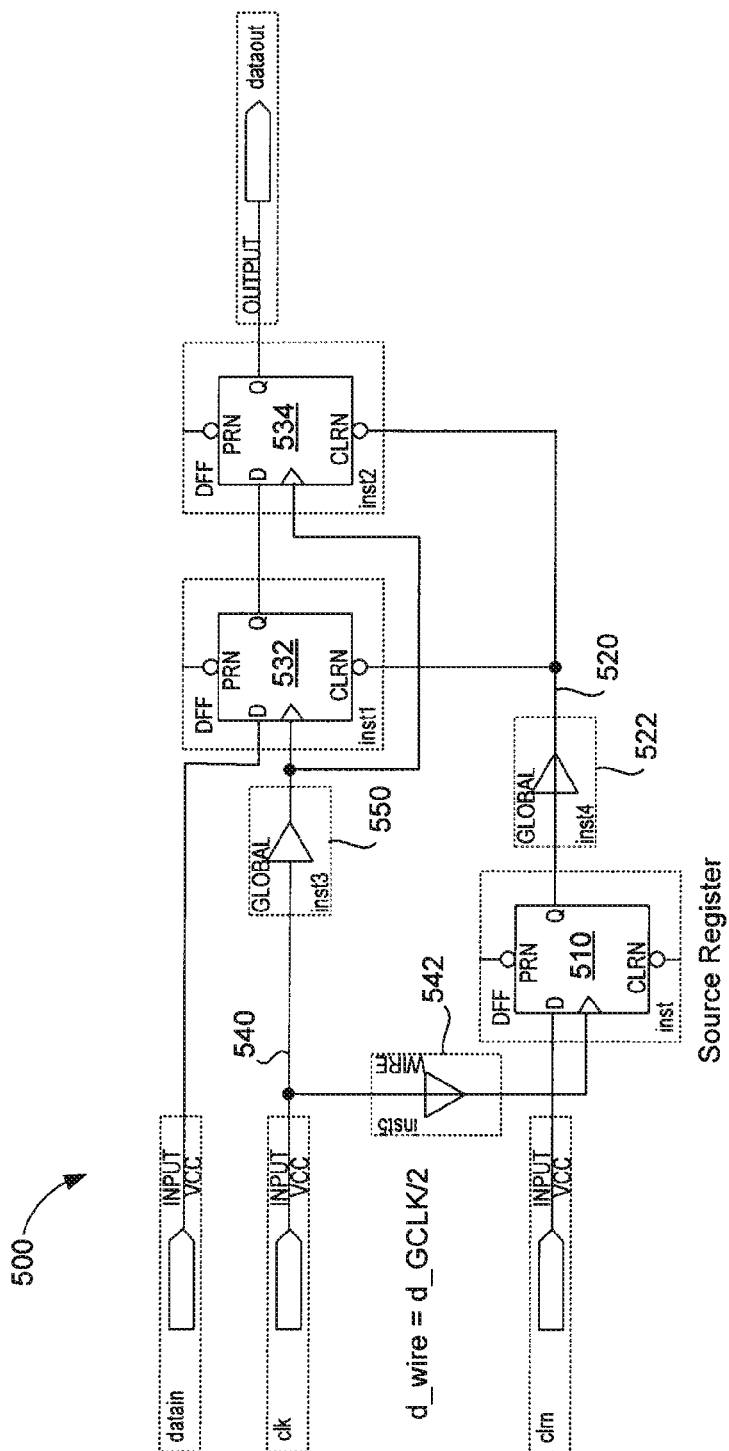 500
datain
INPUT
VCC
clk
INPUT
VCC
d_wire = d_GCLK/2
clrn
INPUT
VCC
540
542
WIRE
inst5
GLOBAL
inst3
550
DFF
PRN
D
Q
532
CLRN
inst1
DFF
PRN
D
Q
534
CLRN
inst2
OUTPUT
dataout
DFF
PRN
D
Q
510
CLRN
inst
Source Register
GLOBAL
inst4
522
520